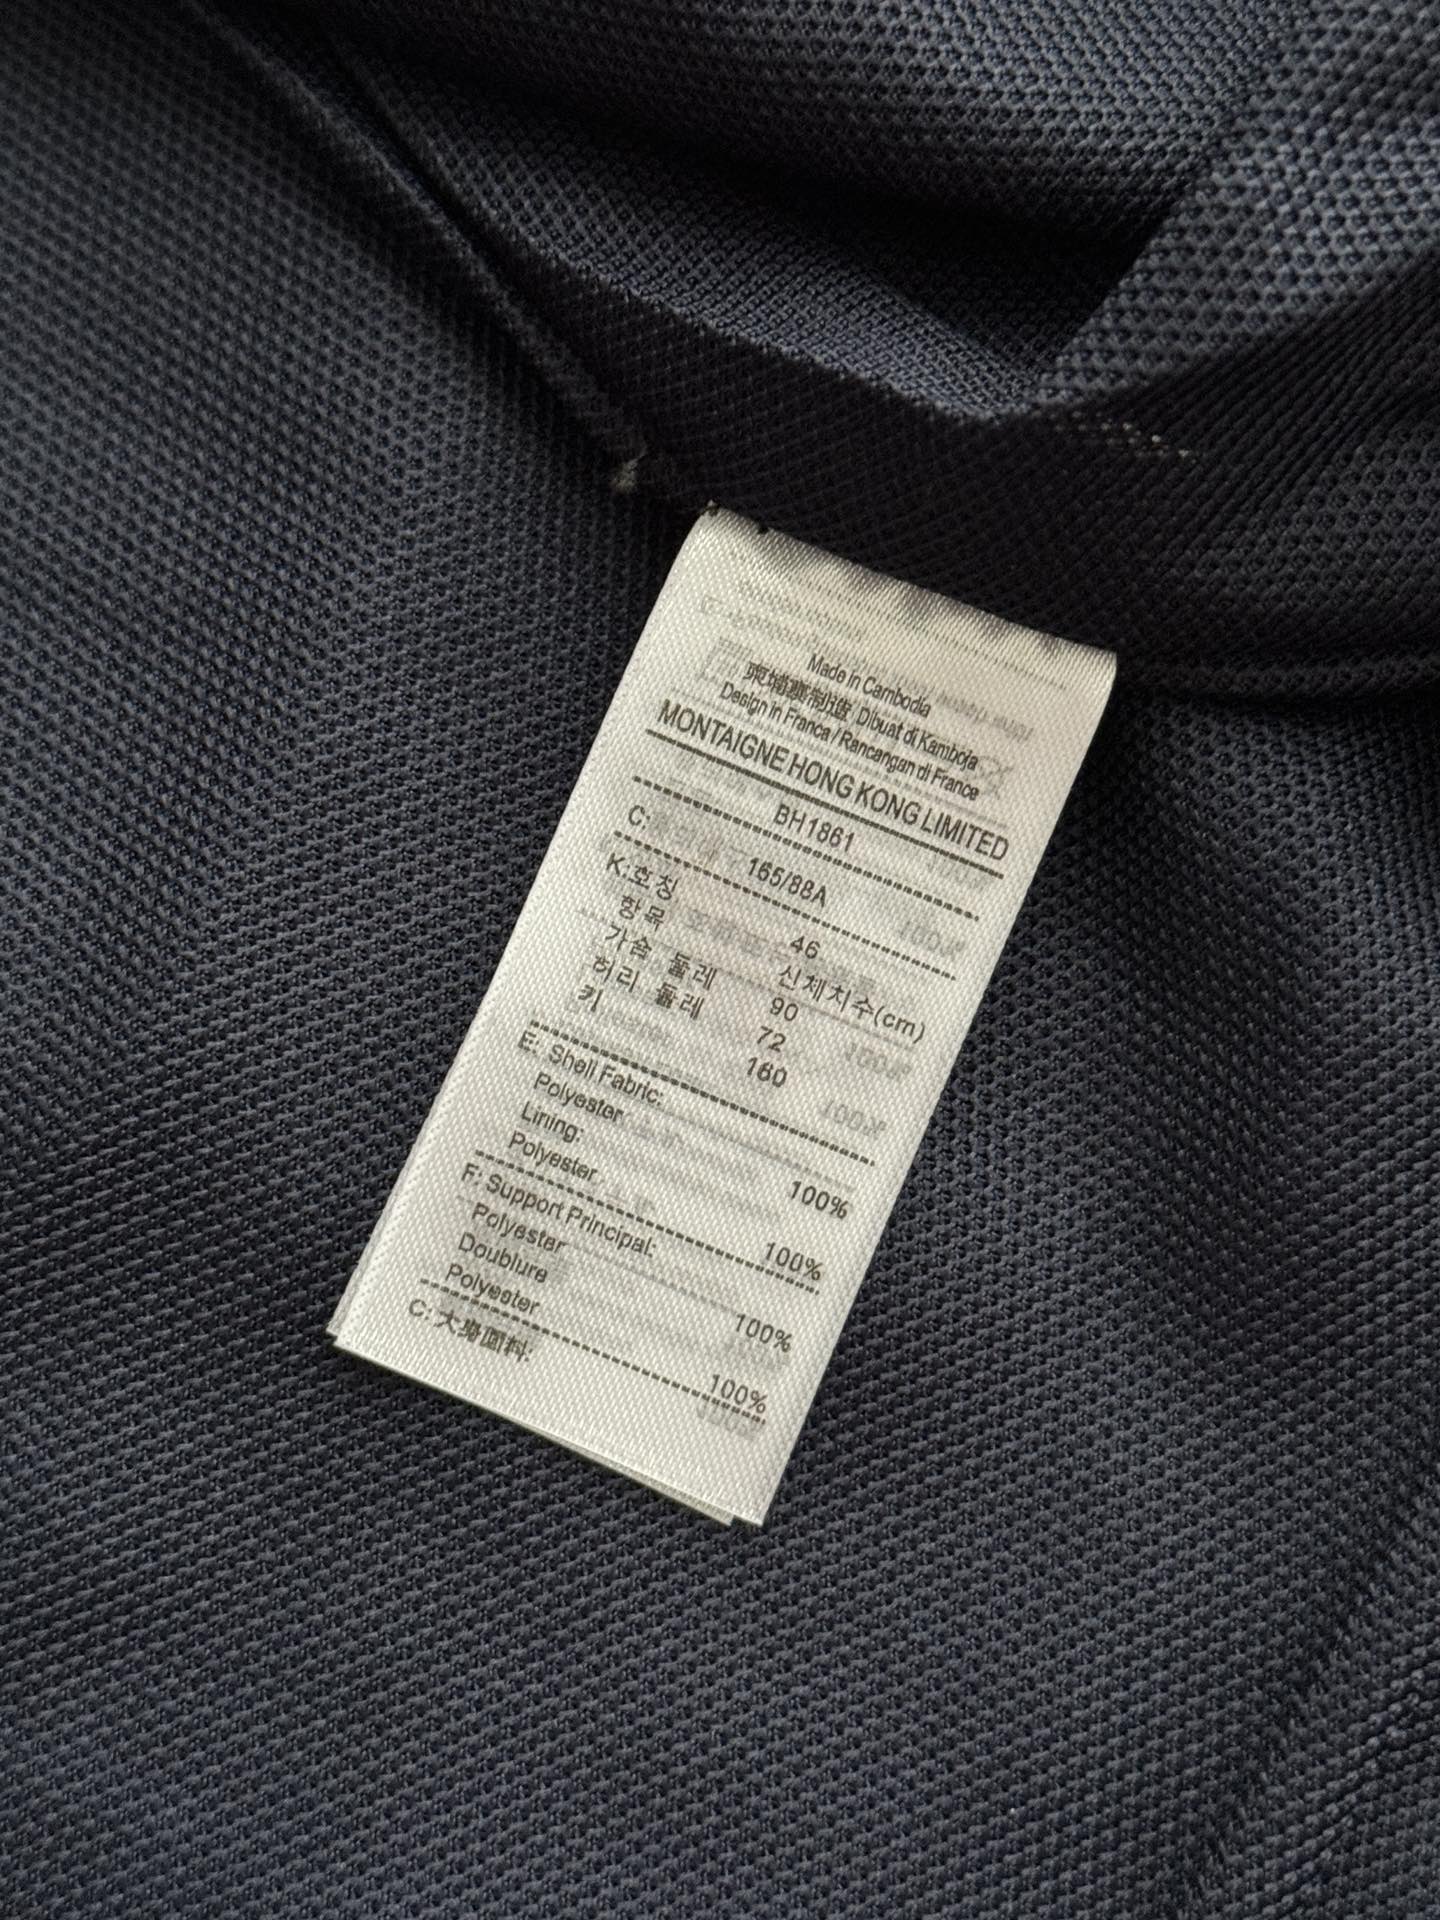 Made in Cambodia
柬埔寨制造 Dibuat di Kamboja
Design in France / Rancangan di France
MONTAIGNE HONG KONG LIMITED
BH1861
C: 165/88A
K:호칭 46
항목 신체치수(cm)
가슴 둘레 90
허리 둘레 72
키 160
E: Shell Fabric:
Polyester 100%
Lining:
Polyester 100%
F: Support Principal:
Polyester 100%
Doublure
Polyester 100%
C: 大身面料: